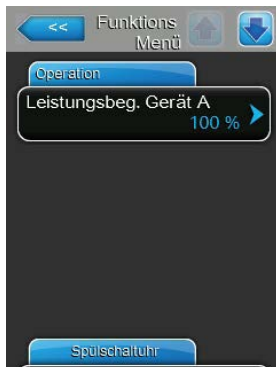 <<
Funktions
Menü
Operation
Leistungsbeg. Gerät A
100 %
Spülschaltuhr